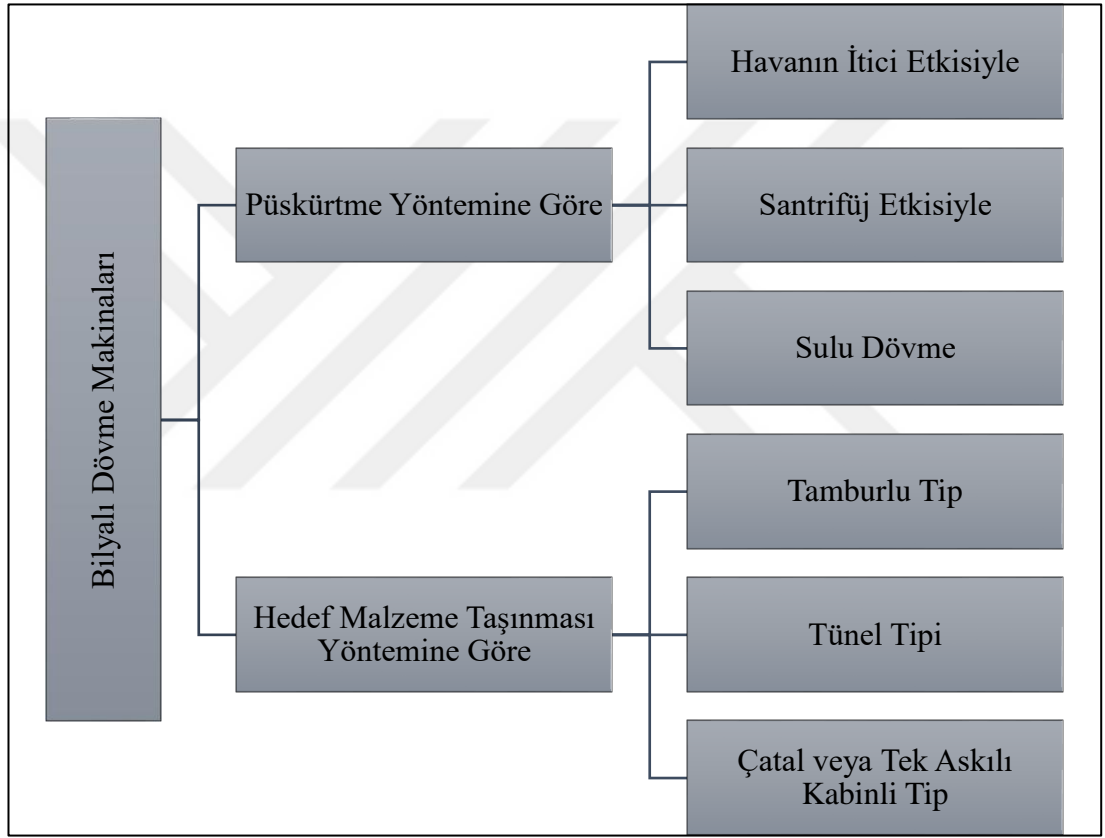 Bilyalı Dövme Makinaları
Püskürtme Yöntemine Göre
Havanın İtici Etkisiyle
Santrifüj Etkisiyle
Sulu Dövme
Hedef Malzeme Taşınması
Yöntemine Göre
Tamburlu Tip
Tünel Tipi
Çatal veya Tek Askılı
Kabinli Tip